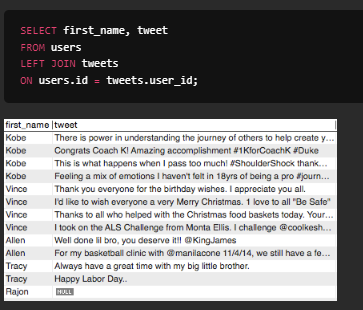 SELECT first_name, tweet
FROM users
LEFT JOIN tweets
ON users.id = tweets.user_id;
first_name tweet
Kobe There is power in understanding the journey of others to help create y...
Kobe Congrats Coach K! Amazing accomplishment #1KforCoachK #Duke
Kobe This is what happens when I pass too much! #ShoulderShock thank...
Kobe Feeling a mix of emotions I haven't felt in 18yrs of being a pro #journ...
Vince Thank you everyone for the birthday wishes. I appreciate you all.
Vince I'd like to wish everyone a very Merry Christmas. 1 love to all "Be Safe"
Vince Thanks to all who helped with the Christmas food baskets today. Your...
Vince I took on the ALS Challenge from Monta Ellis. I challenge @coolkesh...
Allen Well done lil bro, you deserve it!! @KingJames
Allen For my basketball clinic with @manilacone 11/4/14, we still have a fe...
Tracy Always have a great time with my big little brother.
Tracy Happy Labor Day..
Rajon NULL